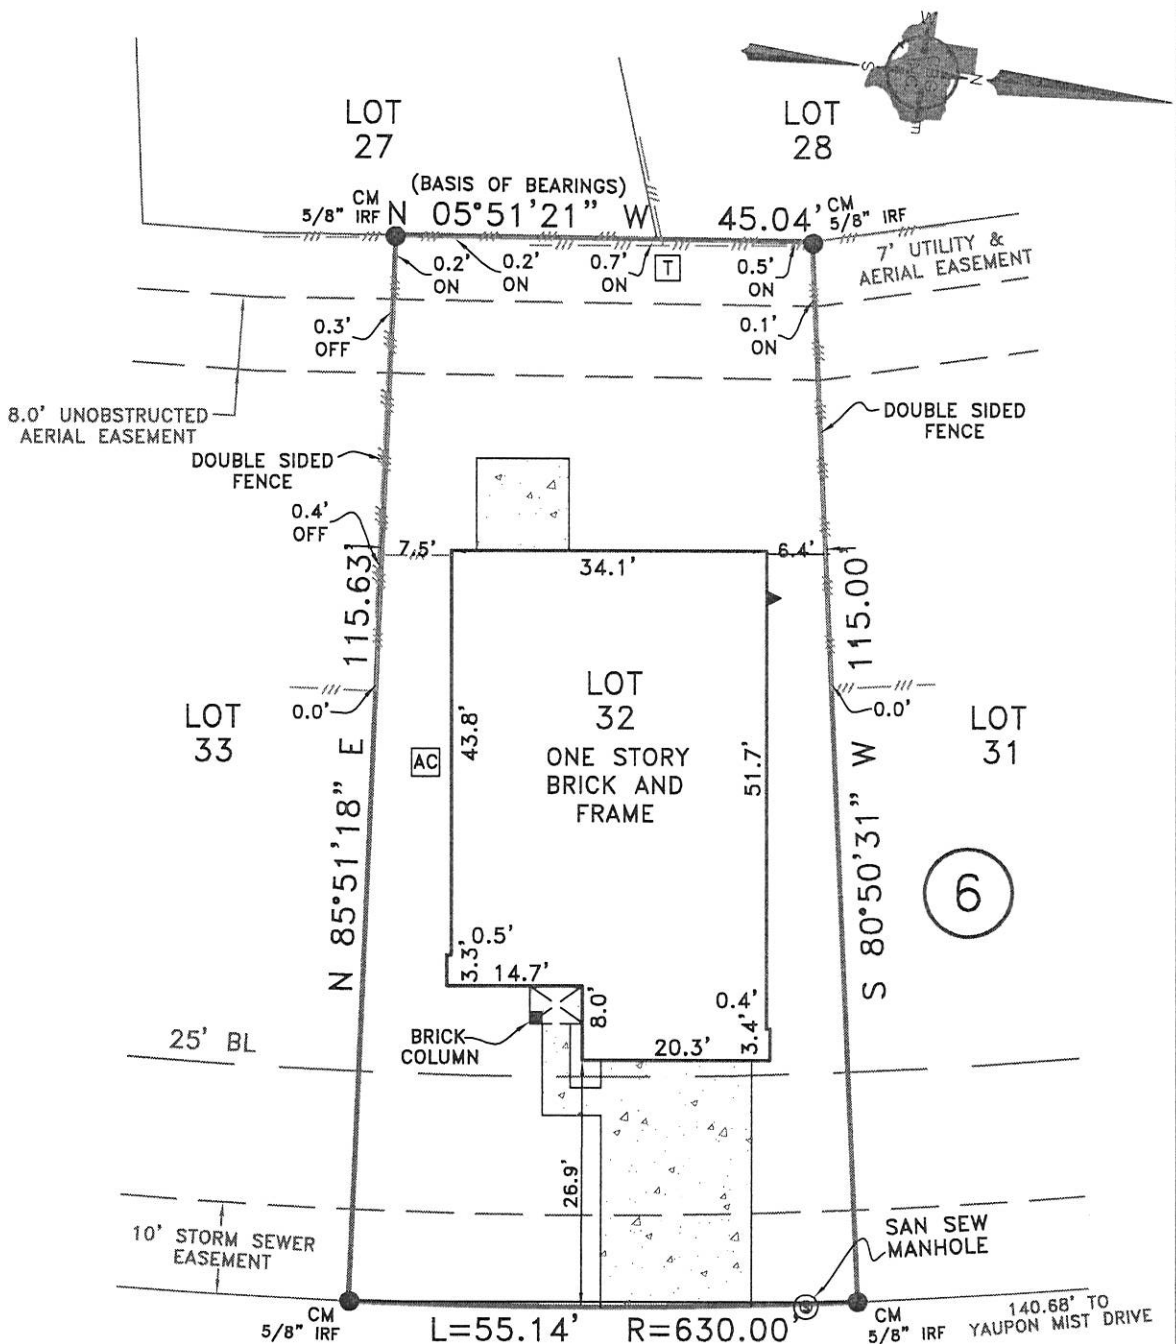 S
N
W
E
LOT
27
LOT
28
(BASIS OF BEARINGS)
CM
5/8" IRF
N 05°51'21" W 45.04'
CM
5/8" IRF
7' UTILITY &
AERIAL EASEMENT
0.2'
ON
0.2'
ON
0.7'
ON
T
0.5'
ON
0.3'
OFF
0.1'
ON
8.0' UNOBSTRUCTED
AERIAL EASEMENT
DOUBLE SIDED
FENCE
DOUBLE SIDED
FENCE
0.4'
OFF
7.5'
34.1'
6.4'
N 85°51'18" E 115.63'
S 80°50'31" W 115.00'
0.0'
0.0'
LOT
33
LOT
32
ONE STORY
BRICK AND
FRAME
LOT
31
AC
43.8'
51.7'
6
0.5'
3.3'
14.7'
8.0'
0.4'
3.4'
20.3'
BRICK
COLUMN
25' BL
26.9'
10' STORM SEWER
EASEMENT
SAN SEW
MANHOLE
CM
5/8" IRF
L=55.14' R=630.00'
CM
5/8" IRF
140.68' TO
YAUPON MIST DRIVE